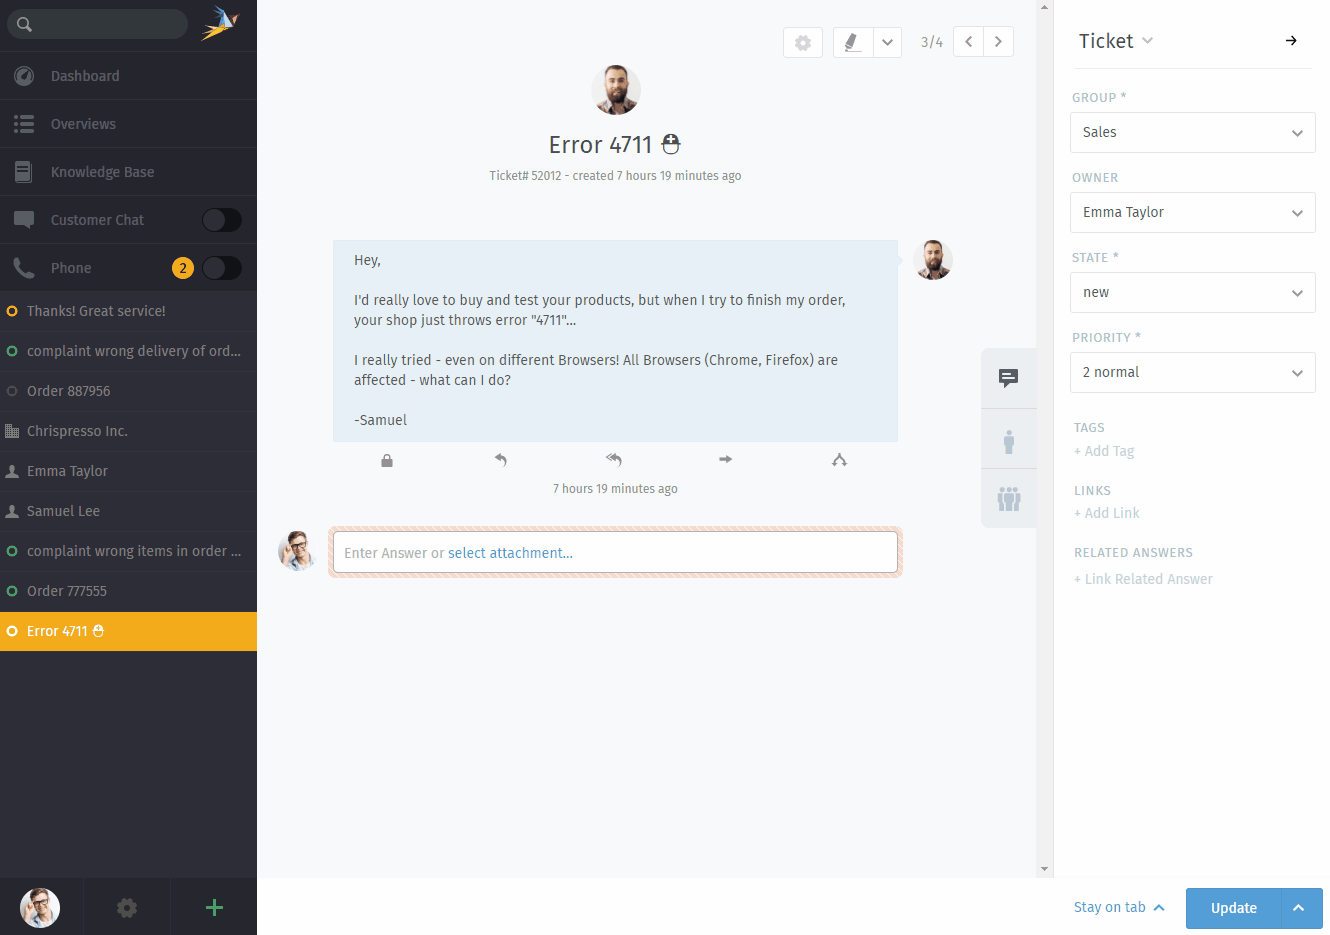 Dashboard
Overviews
Knowledge Base
Customer Chat
Phone 2
Thanks! Great service!
complaint wrong delivery of ord...
Order 887956
Chrispresso Inc.
Emma Taylor
Samuel Lee
complaint wrong items in order ...
Order 777555
Error 4711
3/4
Error 4711
Ticket# 52012 - created 7 hours 19 minutes ago
Hey,
I'd really love to buy and test your products, but when I try to finish my order,
your shop just throws error "4711"...
I really tried - even on different Browsers! All Browsers (Chrome, Firefox) are
affected - what can I do?
-Samuel
7 hours 19 minutes ago
Enter Answer or select attachment...
Ticket
GROUP *
Sales
OWNER
Emma Taylor
STATE *
new
PRIORITY *
2 normal
TAGS
+ Add Tag
LINKS
+ Add Link
RELATED ANSWERS
+ Link Related Answer
Stay on tab
Update